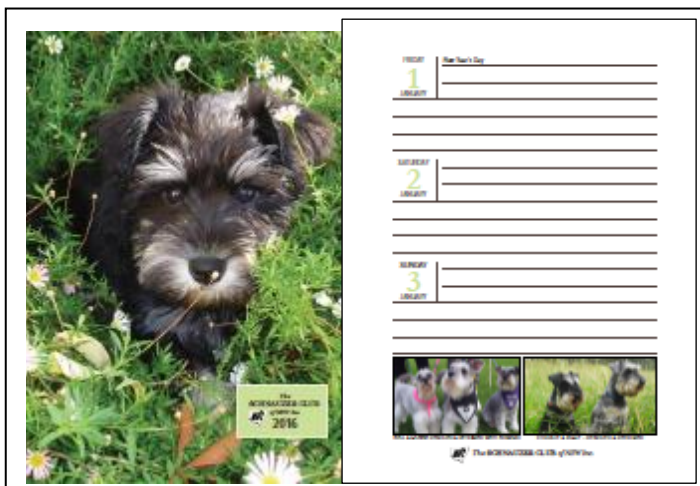 The
SCHNAUZER CLUB
of NSW Inc
2016
FRIDAY
1
JANUARY
New Year's Day
SATURDAY
2
JANUARY
SUNDAY
3
JANUARY
The SCHNAUZER CLUB of NSW Inc